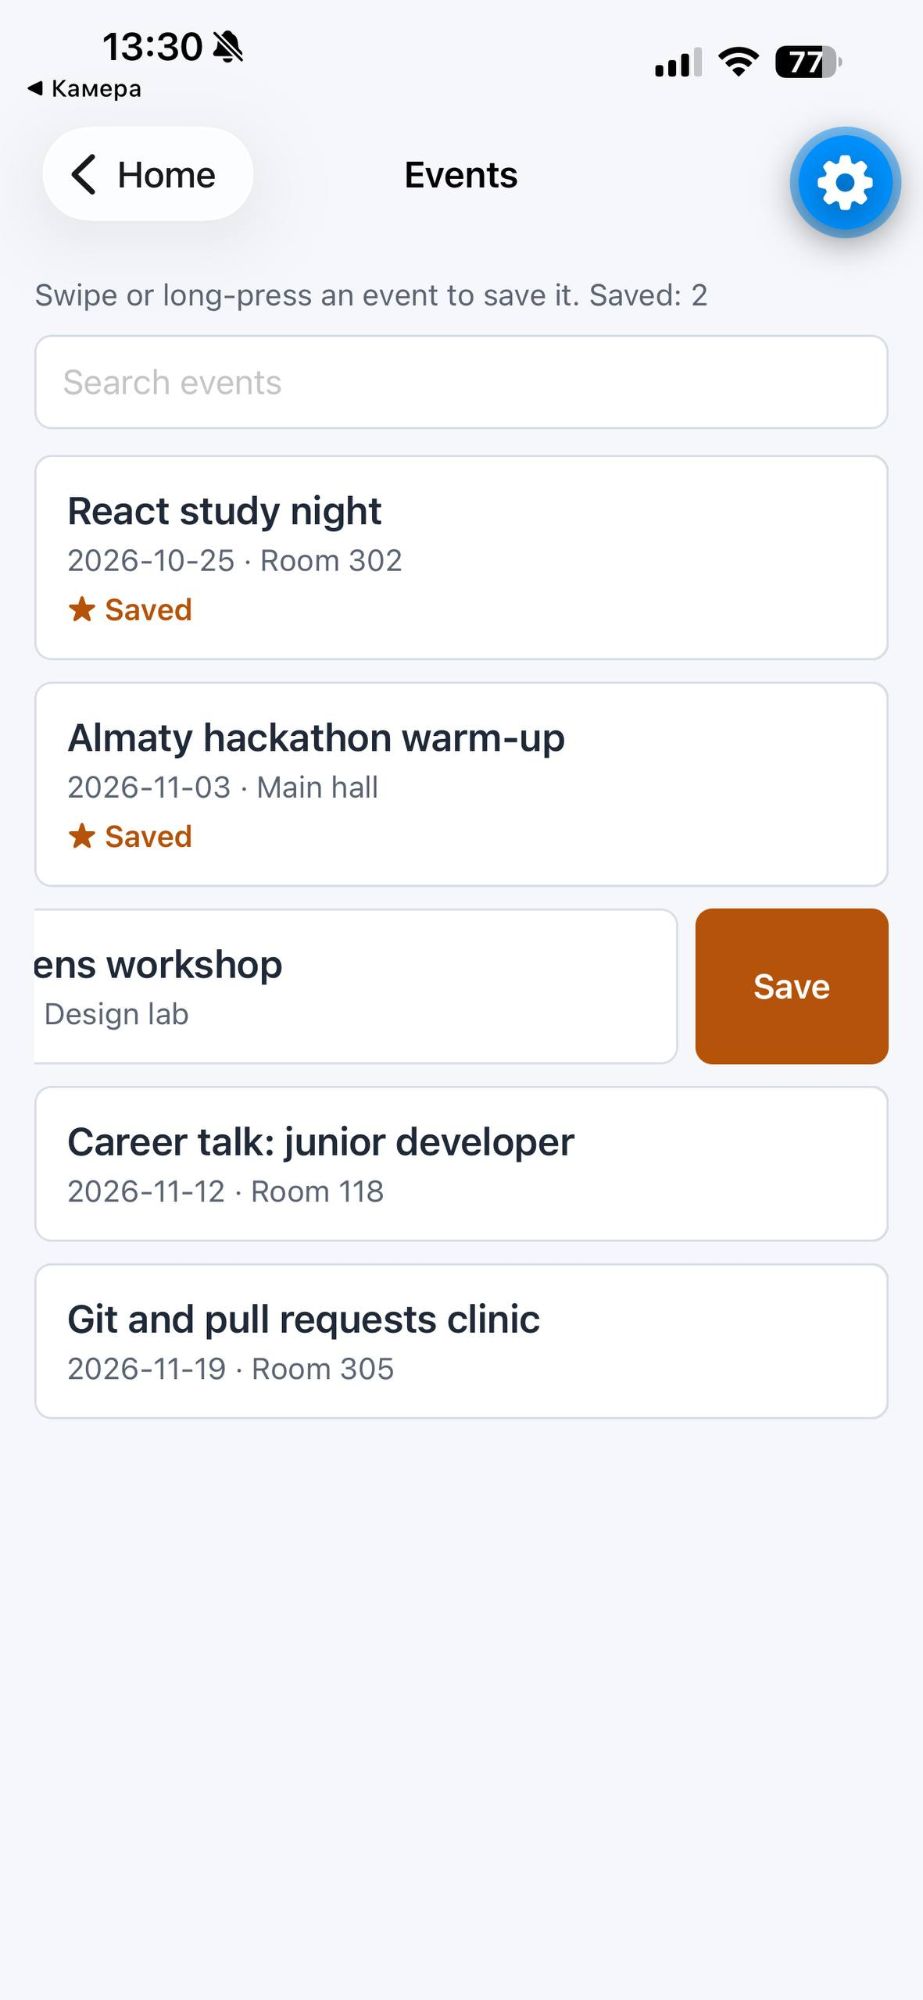 13:30
77
◀ Камера
Home
Events
Swipe or long-press an event to save it. Saved: 2
Search events
React study night
2026-10-25 · Room 302
★ Saved
Almaty hackathon warm-up
2026-11-03 · Main hall
★ Saved
ens workshop
Design lab
Save
Career talk: junior developer
2026-11-12 · Room 118
Git and pull requests clinic
2026-11-19 · Room 305